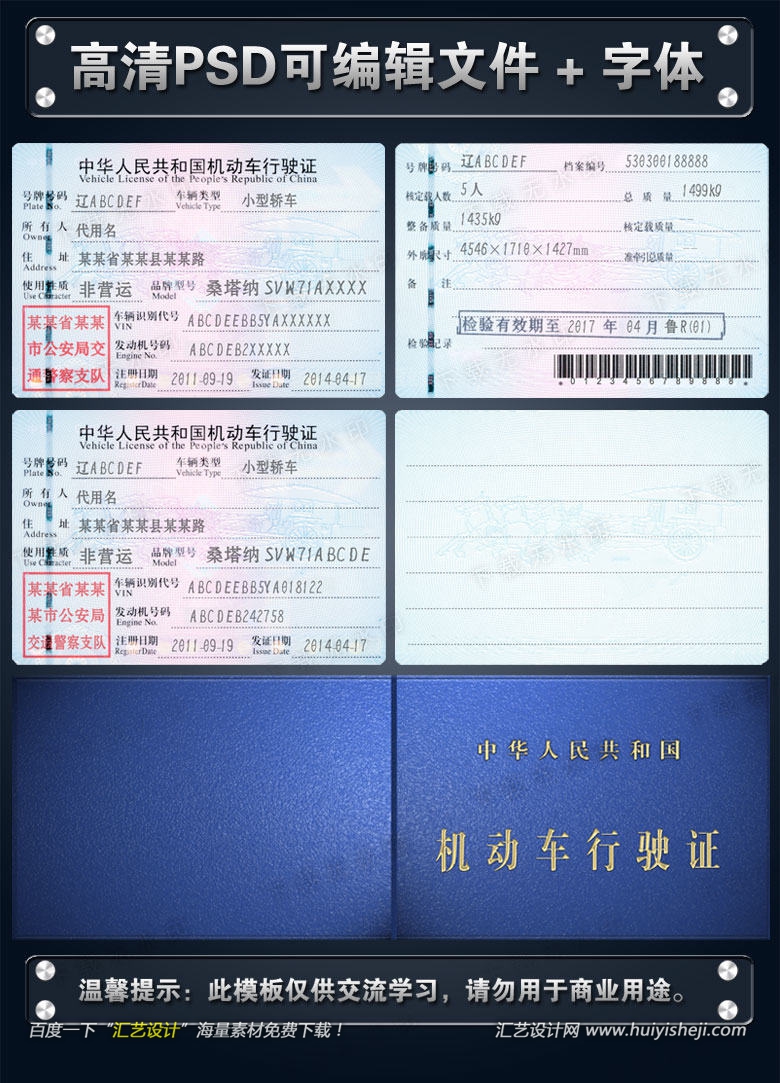 高清PSD可编辑文件 + 字体
中华人民共和国机动车行驶证
Vehicle License of the People's Republic of China
号牌号码 辽ABCDEF 车辆类型 小型轿车
Plate No. Vehicle Type
所有人 代用名
Owner
住址 某某省某某县某某路
Address
使用性质 非营运 品牌型号 桑塔纳 SVW71AXXXX
Use Character Model
某某省某某
市公安局交
通警察支队
车辆识别代号 ABCDEEBB5YAXXXXXX
VIN
发动机号码 ABCDEB2XXXXX
Engine No.
注册日期 2011-09-19 发证日期 2014-04-17
RegisterDate Issue Date
号牌号码 辽ABCDEF 档案编号 530300188888
核定载人数 5人 总质量 1499kg
整备质量 1435kg 核定载质量
外廓尺寸 4546×1710×1427mm 准牵引总质量
备注
检验有效期至 2017 年 04 月 鲁R(01)
检验记录
*0123456789888*
中华人民共和国机动车行驶证
Vehicle License of the People's Republic of China
号牌号码 辽ABCDEF 车辆类型 小型轿车
Plate No. Vehicle Type
所有人 代用名
Owner
住址 某某省某某县某某路
Address
使用性质 非营运 品牌型号 桑塔纳 SVW71ABCDE
Use Character Model
某某省某某
某市公安局
交通警察支队
车辆识别代号 ABCDEEBB5YA018122
VIN
发动机号码 ABCDEB242758
Engine No.
注册日期 2011-09-19 发证日期 2014-04-17
RegisterDate Issue Date
中华人民共和国
机动车行驶证
温馨提示：此模板仅供交流学习，请勿用于商业用途。
百度一下“汇艺设计”海量素材免费下载！
汇艺设计网 www.huiyisheji.com